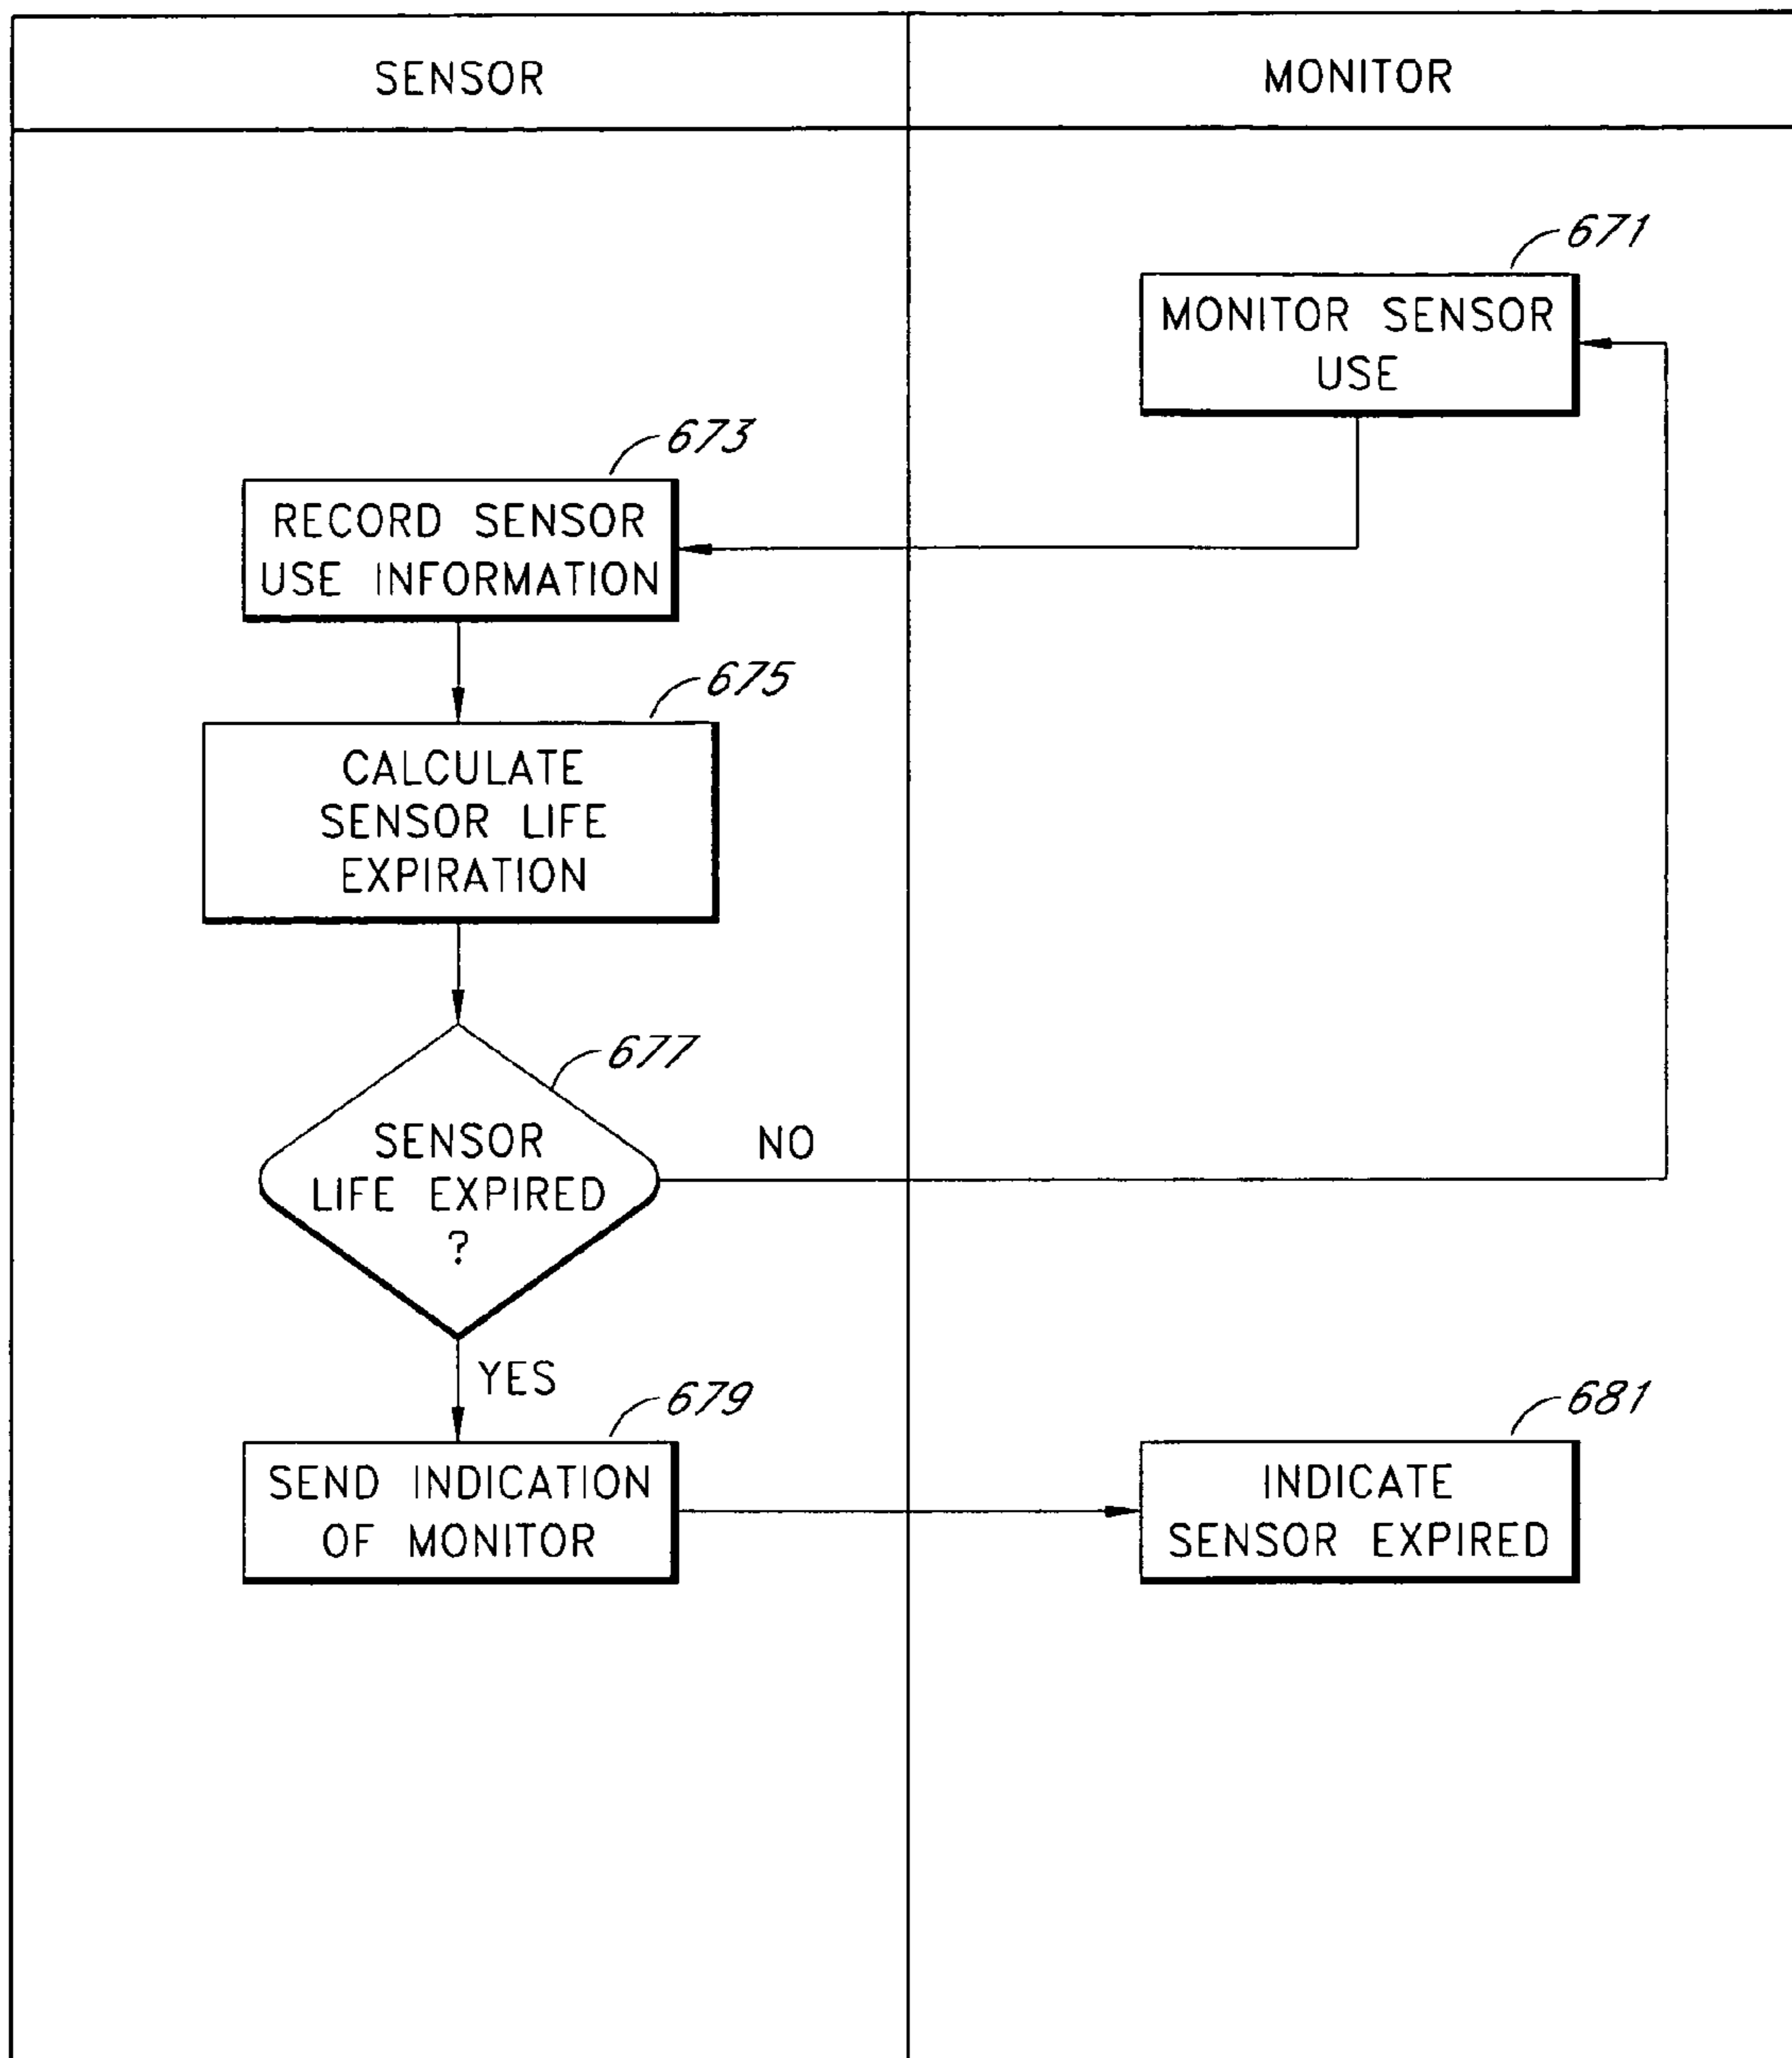 SENSOR
MONITOR
671
MONITOR SENSOR
USE
673
RECORD SENSOR
USE INFORMATION
675
CALCULATE
SENSOR LIFE
EXPIRATION
677
SENSOR
LIFE EXPIRED
?
NO
YES
679
SEND INDICATION
OF MONITOR
681
INDICATE
SENSOR EXPIRED